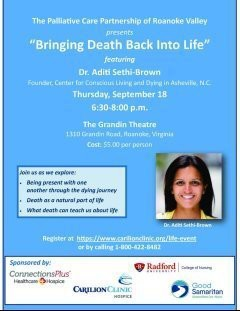 The Palliative Care Partnership of Roanoke Valley
presents
“Bringing Death Back Into Life”
featuring
Dr. Aditi Sethi-Brown
Founder, Center for Conscious Living and Dying in Asheville, N.C.
Thursday, September 18
6:30-8:00 p.m.
The Grandin Theatre
1310 Grandin Road, Roanoke, Virginia
Cost: $5.00 per person
Join us as we explore:
• Being present with one
another through the dying journey
• Death as a natural part of life
• What death can teach us about life
Dr. Aditi Sethi-Brown
Register at https://www.carilionclinic.org/life-event
or by calling 1-800-422-8482
Sponsored by:
ConnectionsPlus
Healthcare Hospice
CARILION CLINIC
HOSPICE
RADFORD
UNIVERSITY
College of Nursing
Good
Samaritan